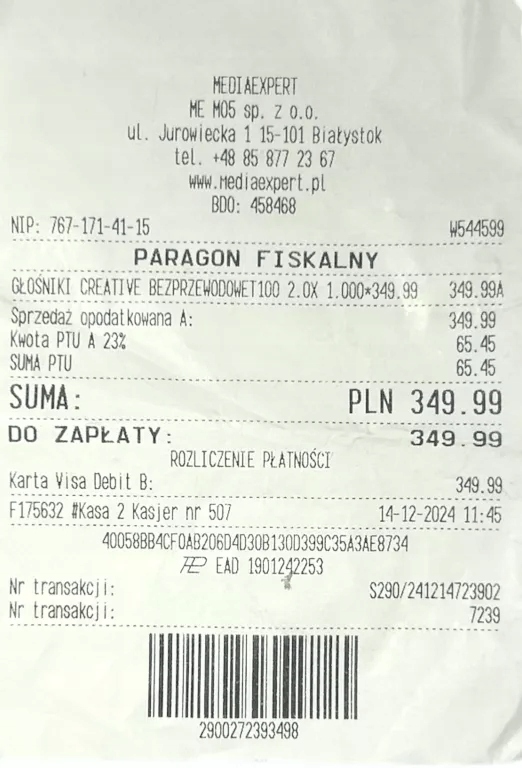 MEDIAEXPERT
ME M05 sp. z o.o.
ul. Jurowiecka 1 15-101 Białystok
tel. +48 85 877 23 67
www.mediaexpert.pl
BDO: 458468
NIP: 767-171-41-15 W544599
PARAGON FISKALNY
GŁOŚNIKI CREATIVE BEZPRZEWODOWET100 2.0X 1.000*349.99 349.99A
Sprzedaż opodatkowana A: 349.99
Kwota PTU A 23% 65.45
SUMA PTU 65.45
SUMA: PLN 349.99
DO ZAPŁATY: 349.99
ROZLICZENIE PŁATNOŚCI
Karta Visa Debit B: 349.99
F175632 #Kasa 2 Kasjer nr 507 14-12-2024 11:45
40058BB4CF0AB206D4D30B130D399C35A3AE8734
EAD 1901242253
Nr transakcji: S290/241214723902
Nr transakcji: 7239
2900272393498